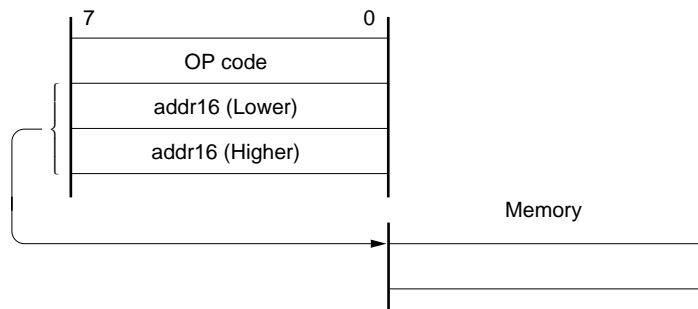 7 0
OP code
addr16 (Lower)
addr16 (Higher)
Memory